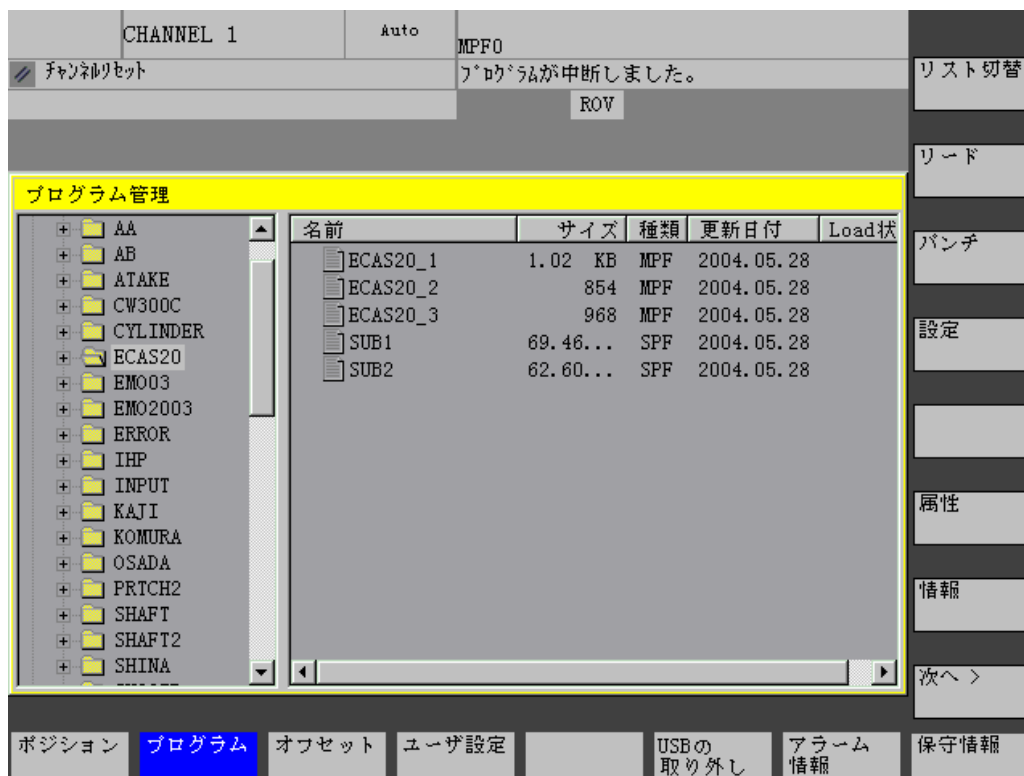 CHANNEL 1
Auto
MPF0
ﾁｬﾝﾈﾙﾘｾｯﾄ
ﾌﾟﾛｸﾞﾗﾑが中断しました。
ROV
プログラム管理
AA
AB
ATAKE
CW300C
CYLINDER
ECAS20
EMO03
EMO2003
ERROR
IHP
INPUT
KAJI
KOMURA
OSADA
PRTCH2
SHAFT
SHAFT2
SHINA
名前 サイズ 種類 更新日付 Load状
ECAS20_1 1.02 KB MPF 2004.05.28
ECAS20_2 854 MPF 2004.05.28
ECAS20_3 968 MPF 2004.05.28
SUB1 69.46... SPF 2004.05.28
SUB2 62.60... SPF 2004.05.28
リスト切替
リード
パンチ
設定
属性
情報
次へ >
ポジション
プログラム
オフセット
ユーザ設定
USBの
取り外し
アラーム
情報
保守情報